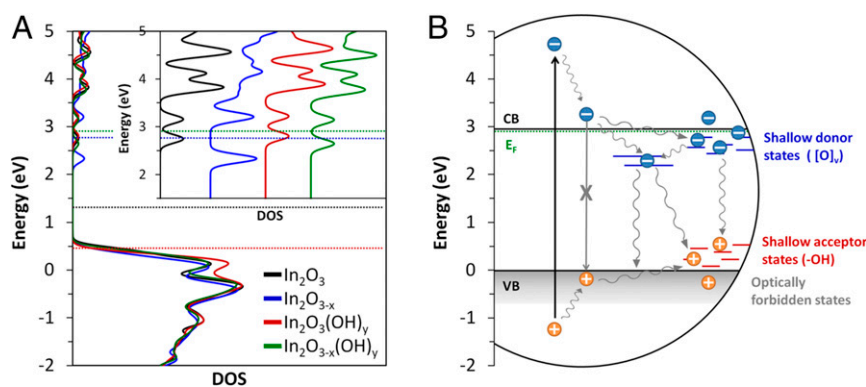 A
Energy (eV)
5
4
3
2
1
0
-1
-2
DOS
Energy (eV)
5
4
3
2
DOS
In₂O₃
In₂O₃₋ₓ
In₂O₃(OH)ᵧ
In₂O₃₋ₓ(OH)ᵧ
B
Energy (eV)
5
4
3
2
1
0
-1
-2
CB
E_F
X
VB
Shallow donor
states ( [O]ᵥ)
Shallow acceptor
states (-OH)
Optically
forbidden states